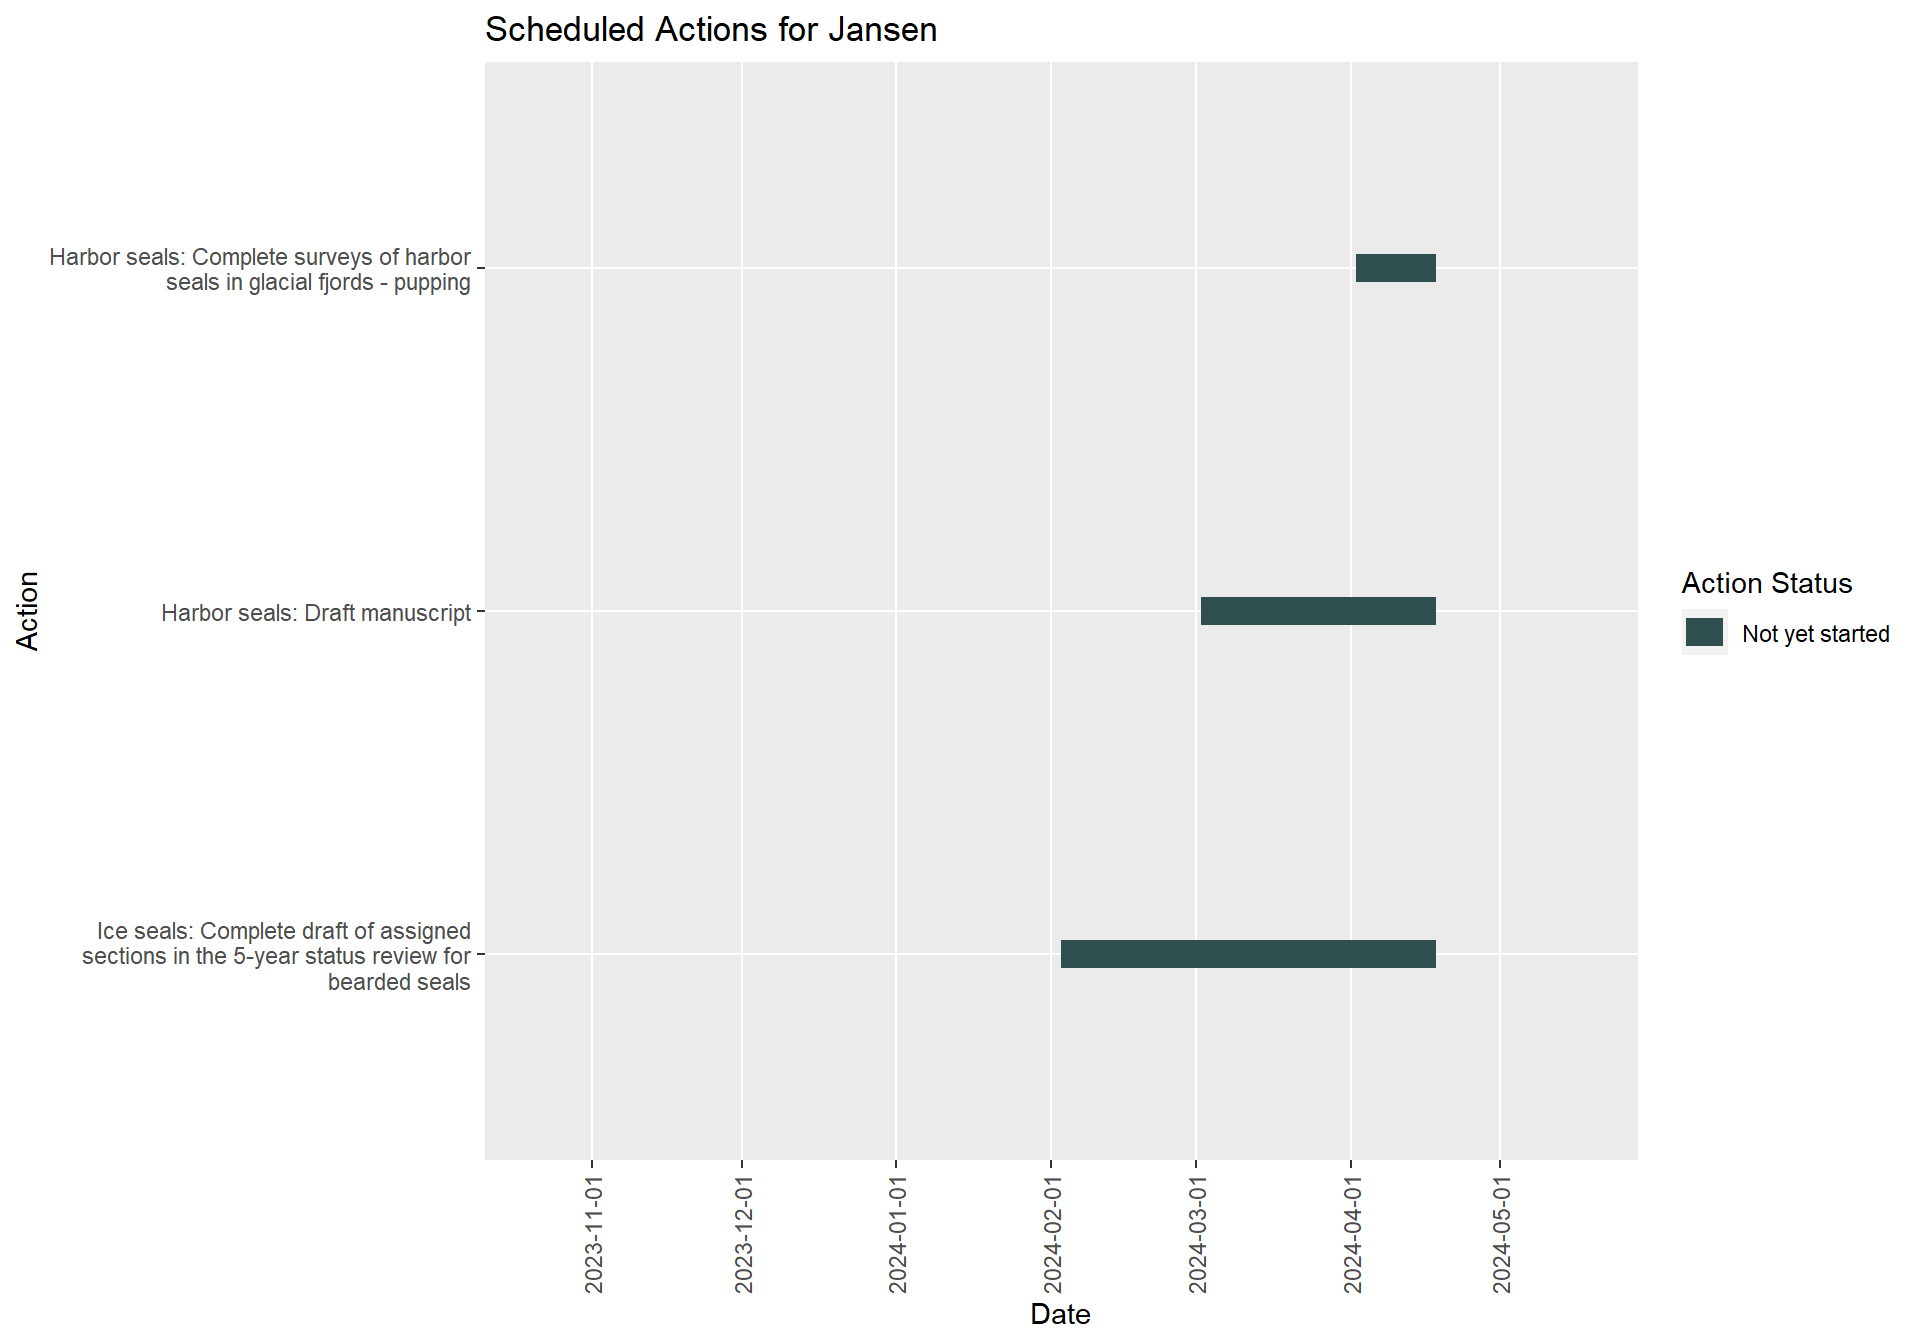 Scheduled Actions for Jansen
Harbor seals: Complete surveys of harbor
seals in glacial fjords - pupping
Harbor seals: Draft manuscript
Ice seals: Complete draft of assigned
sections in the 5-year status review for
bearded seals
Action
2023-11-01
2023-12-01
2024-01-01
2024-02-01
2024-03-01
2024-04-01
2024-05-01
Date
Action Status
Not yet started